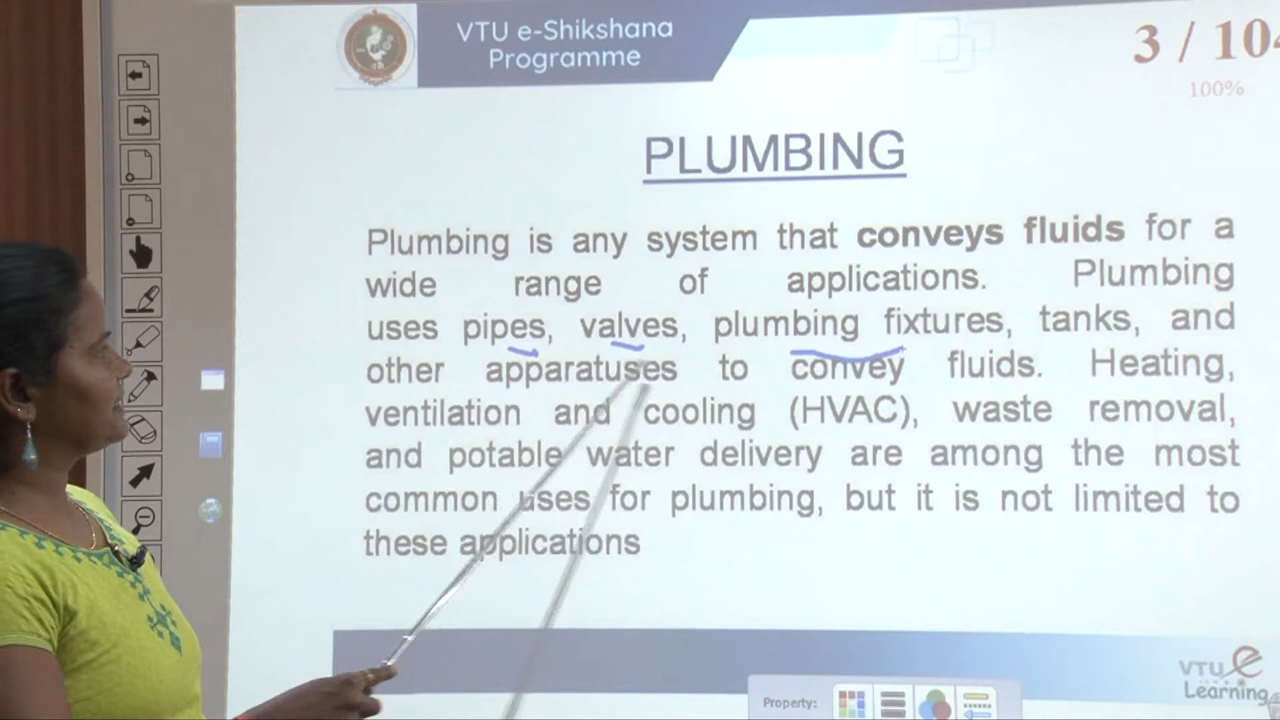 VTU e-Shikshana
Programme
3 / 104
100%
PLUMBING
Plumbing is any system that conveys fluids for a
wide range of applications. Plumbing
uses pipes, valves, plumbing fixtures, tanks, and
other apparatuses to convey fluids. Heating,
ventilation and cooling (HVAC), waste removal,
and potable water delivery are among the most
common uses for plumbing, but it is not limited to
these applications
VTU e
Learning
Property: